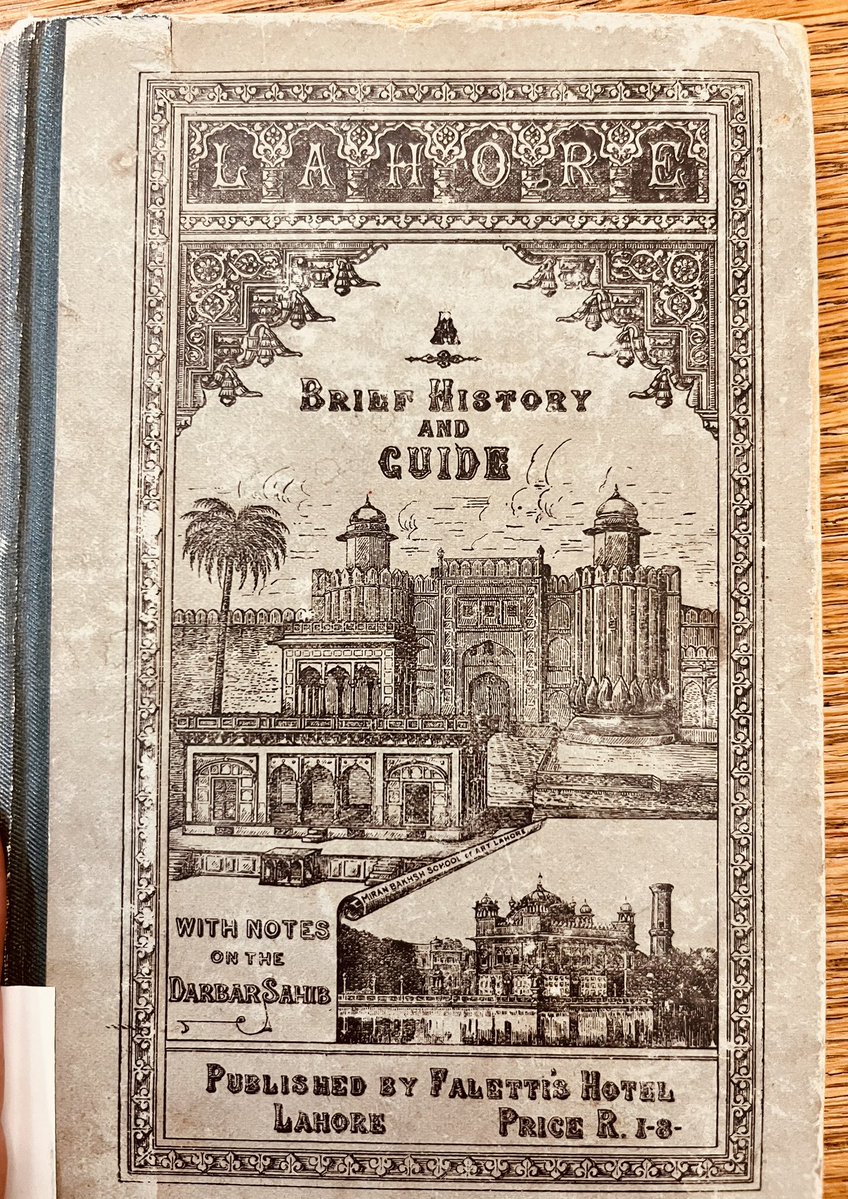 LAHORE
A
BRIEF HISTORY
AND
GUIDE
MIRAN BAKHSH SCHOOL OF ART LAHORE
WITH NOTES
ON THE
DARBAR SAHIB
PUBLISHED BY FALETTI'S HOTEL
LAHORE PRICE R. 1-8-